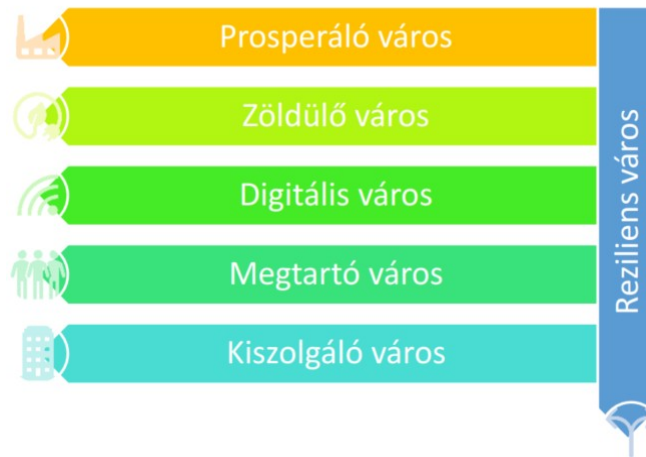 Prosperáló város
Zöldülő város
Digitális város
Megtartó város
Kiszolgáló város
Reziliens város